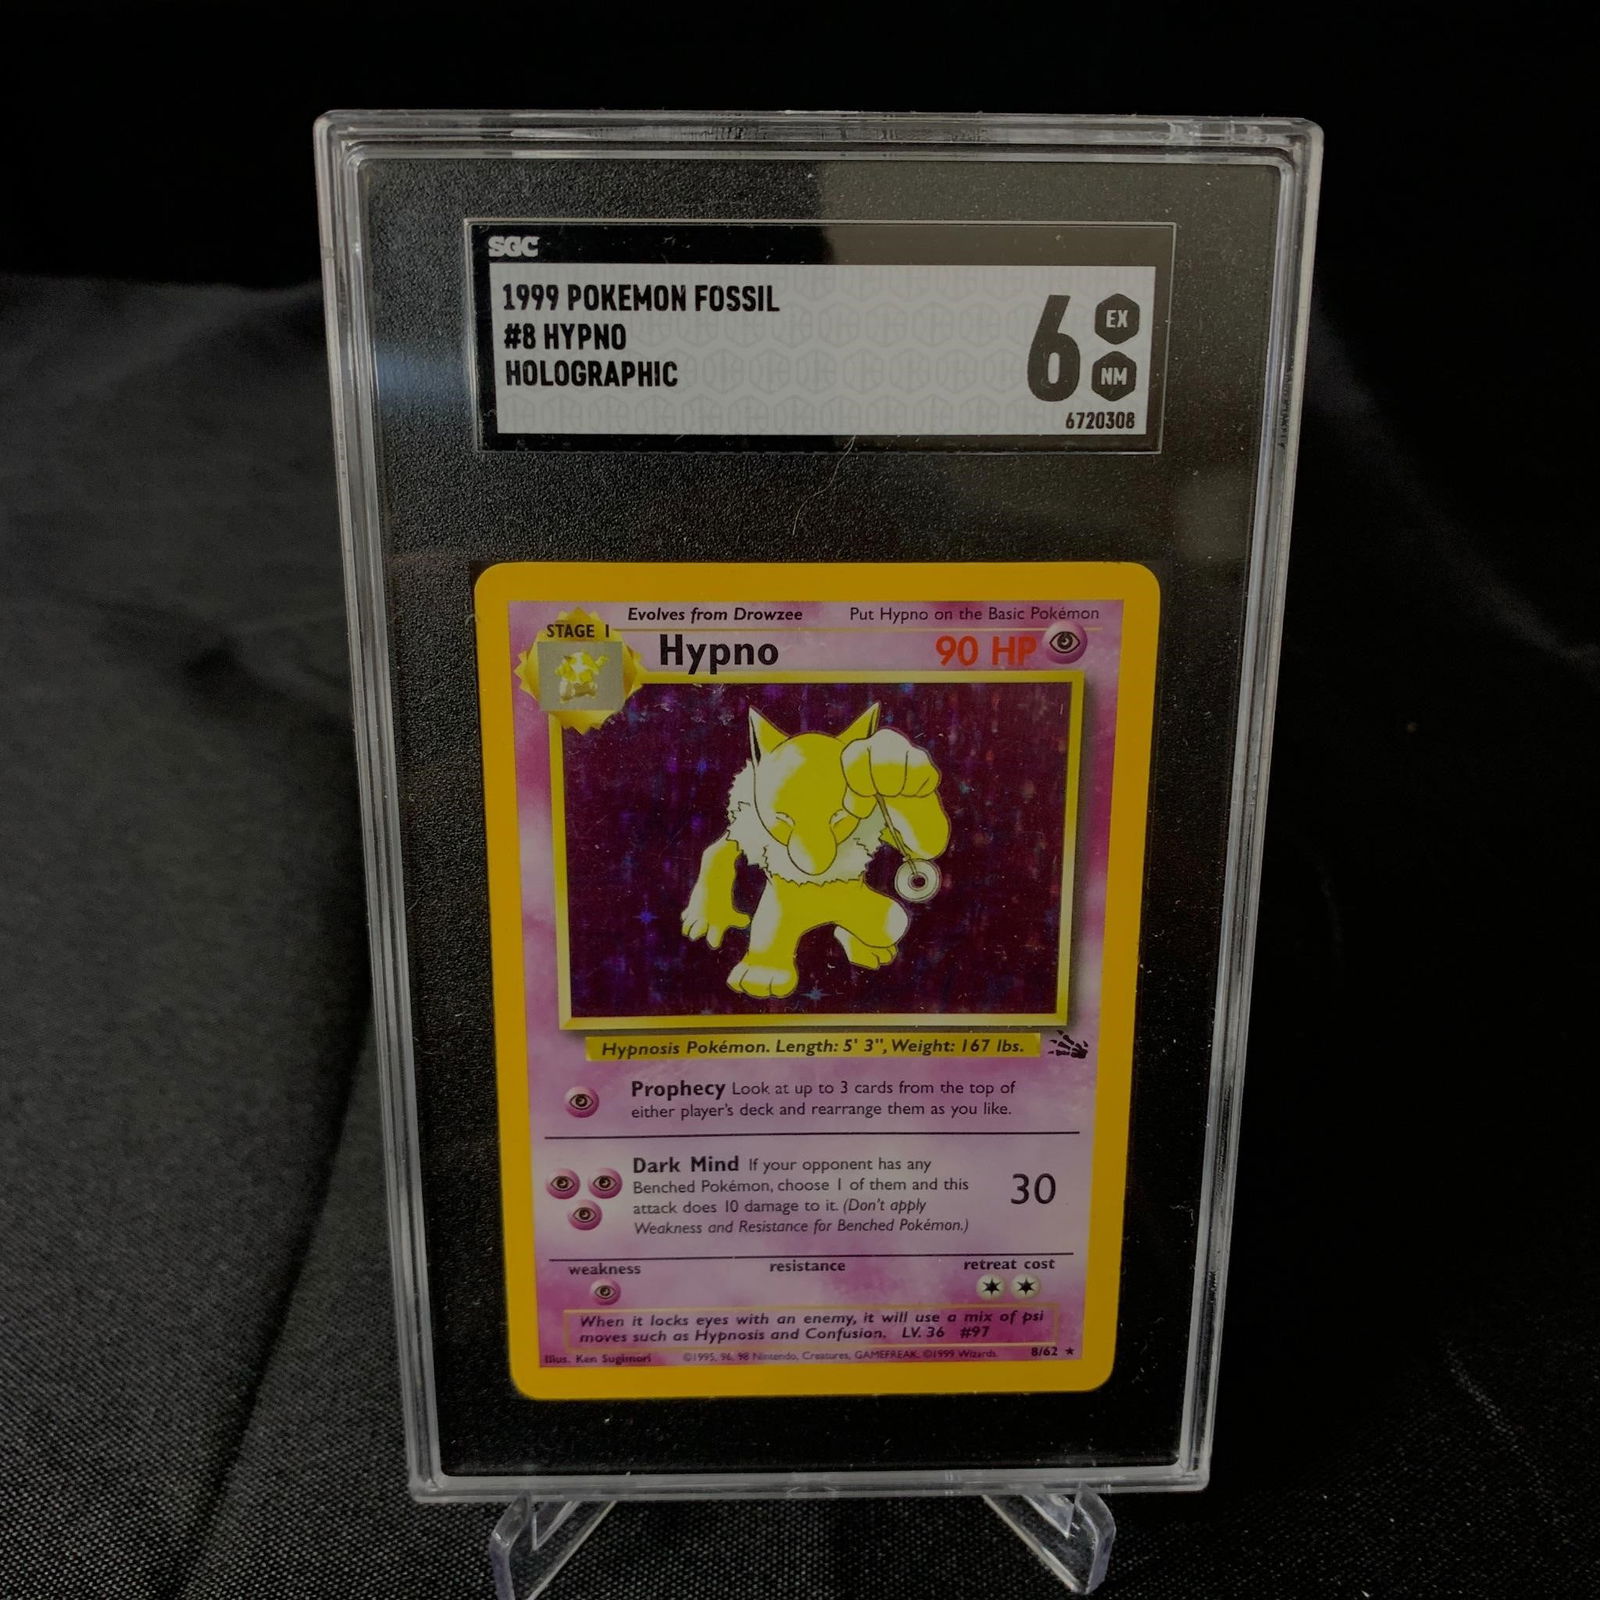 SGC
1999 POKEMON FOSSIL
#8 HYPNO
HOLOGRAPHIC
6
EX
NM
6720308
Evolves from Drowzee
Put Hypno on the Basic Pokémon
STAGE 1
Hypno
90 HP
Hypnosis Pokémon. Length: 5' 3", Weight: 167 lbs.
Prophecy Look at up to 3 cards from the top of
either player's deck and rearrange them as you like.
Dark Mind If your opponent has any
Benched Pokémon, choose 1 of them and this
attack does 10 damage to it. (Don't apply
Weakness and Resistance for Benched Pokémon.)
30
weakness
resistance
retreat cost
When it locks eyes with an enemy, it will use a mix of psi
moves such as Hypnosis and Confusion. LV. 36 #97
Illus. Ken Sugimori
©1995, 96, 98 Nintendo, Creatures, GAMEFREAK. ©1999 Wizards.
8/62 ★